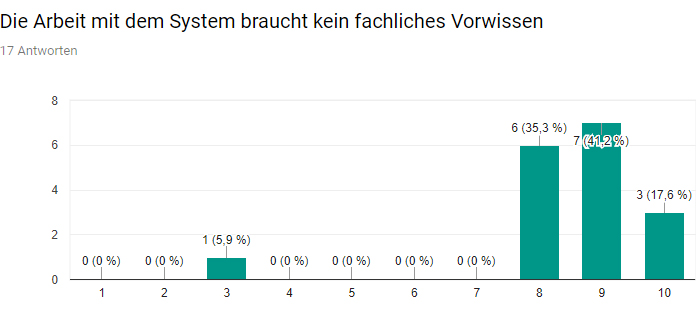 Die Arbeit mit dem System braucht kein fachliches Vorwissen
17 Antworten
8
6
4
2
0
0 (0 %)
0 (0 %)
1 (5,9 %)
0 (0 %)
0 (0 %)
0 (0 %)
0 (0 %)
6 (35,3 %)
7 (41,2 %)
3 (17,6 %)
1 2 3 4 5 6 7 8 9 10